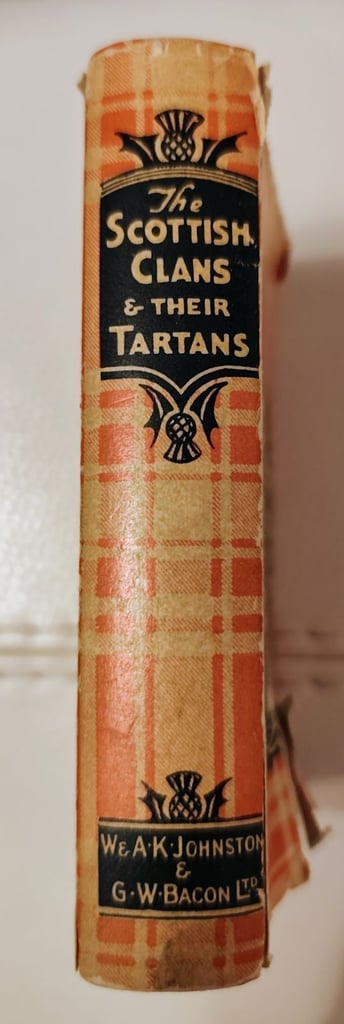 The
SCOTTISH
CLANS
& THEIR
TARTANS
W & A·K·JOHNSTON
&
G·W·BACON LTD